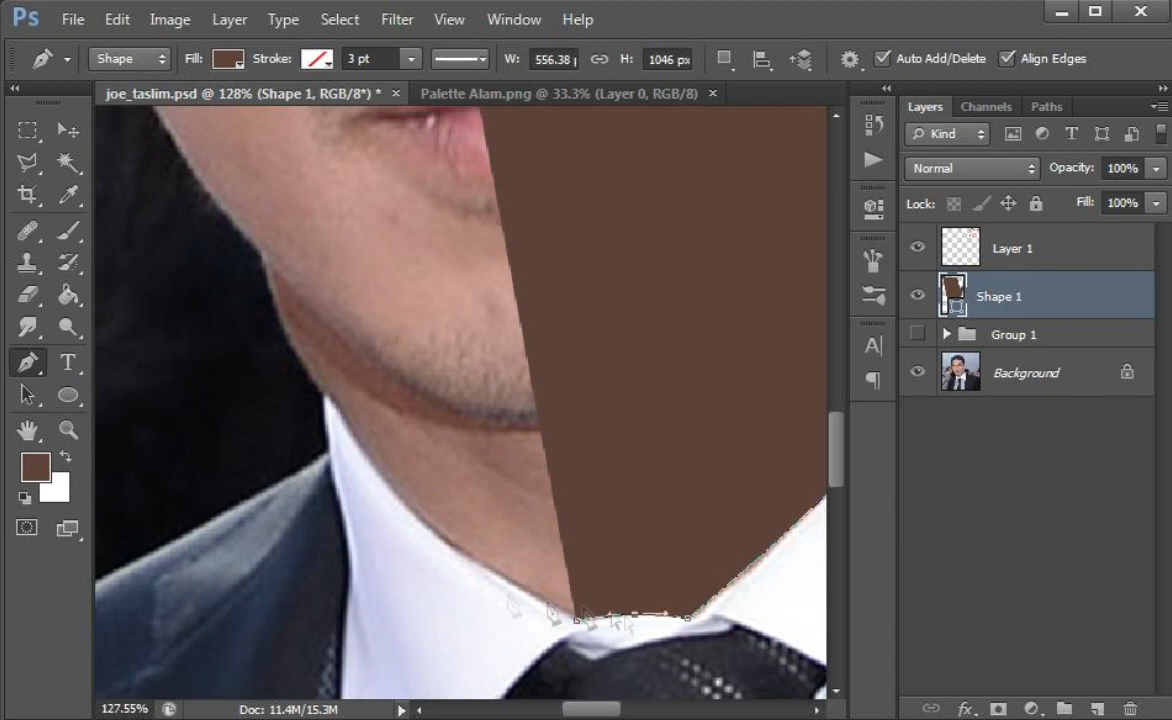 Ps File Edit Image Layer Type Select Filter View Window Help
Shape Fill: Stroke: 3 pt W: 556.38 H: 1046 px Auto Add/Delete Align Edges
joe_taslim.psd @ 128% (Shape 1, RGB/8*) * × Palette Alam.png @ 33.3% (Layer 0, RGB/8) ×
Layers Channels Paths
Kind T
Normal Opacity: 100%
Lock: Fill: 100%
Layer 1
Shape 1
Group 1
Background
A
T
127.55% Doc: 11.4M/15.3M
fx